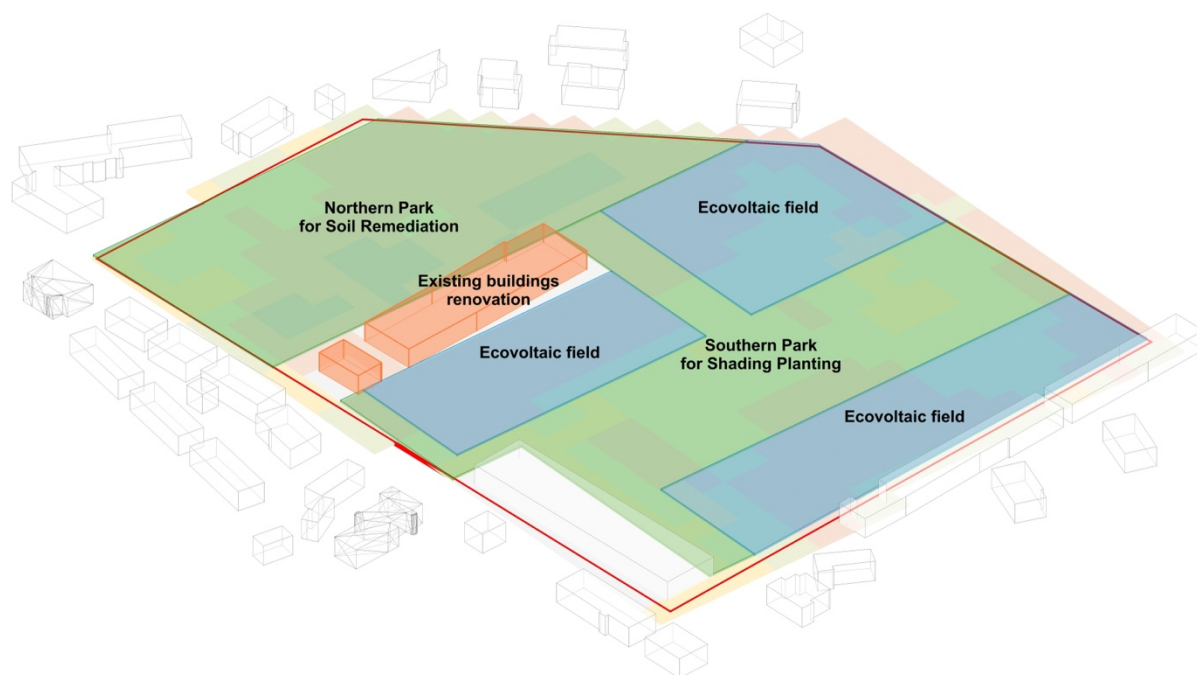 Northern Park
for Soil Remediation
Ecovoltaic field
Existing buildings
renovation
Ecovoltaic field
Southern Park
for Shading Planting
Ecovoltaic field